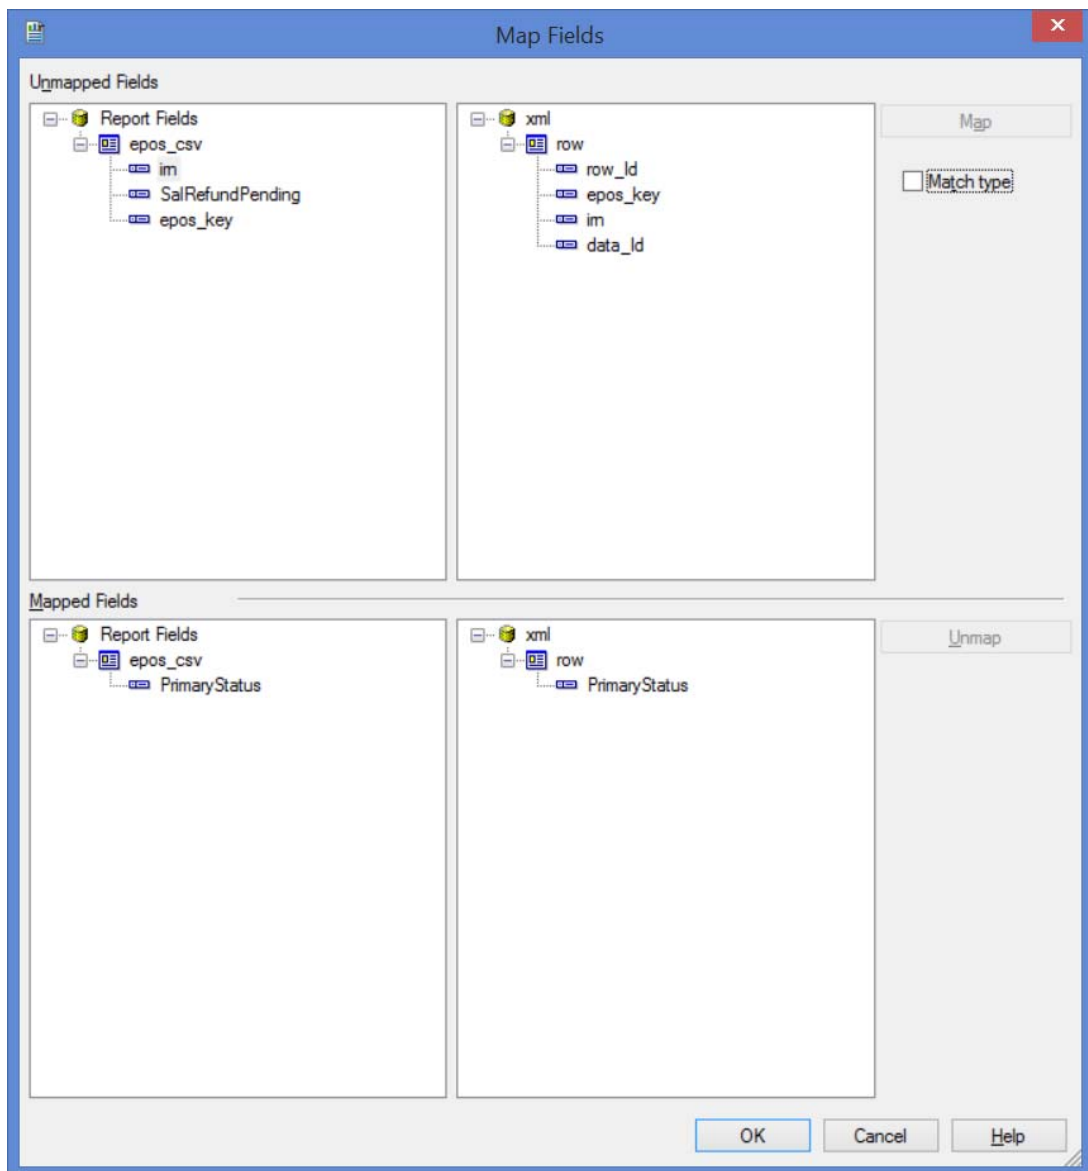 Map Fields
Unmapped Fields
Report Fields
epos_csv
im
SalRefundPending
epos_key
xml
row
row_Id
epos_key
im
data_Id
Map
Match type
Mapped Fields
Report Fields
epos_csv
PrimaryStatus
xml
row
PrimaryStatus
Unmap
OK
Cancel
Help